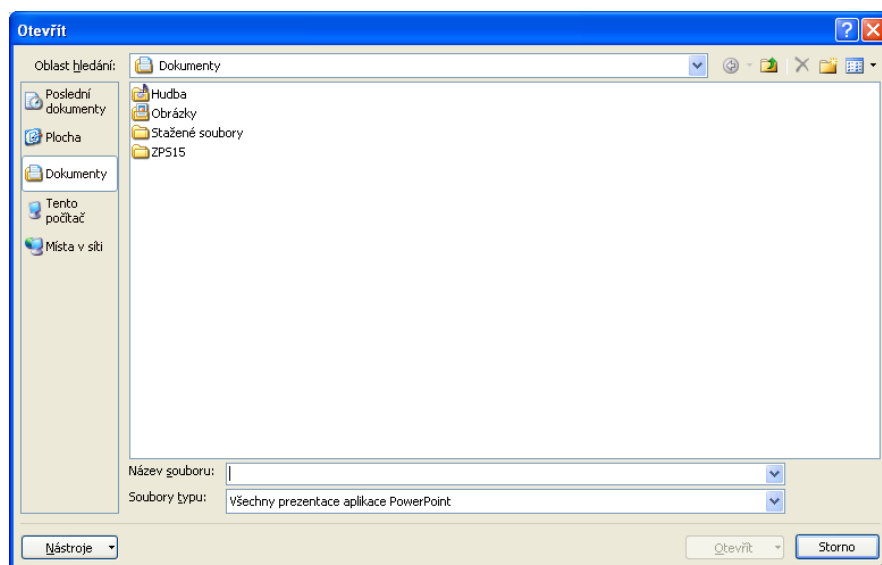 Otevřít
Oblast hledání:
Dokumenty
Poslední
dokumenty
Plocha
Dokumenty
Tento
počítač
Místa v síti
Hudba
Obrázky
Stažené soubory
ZPS15
Název souboru:
Soubory typu:
Všechny prezentace aplikace PowerPoint
Nástroje
Otevřít
Storno